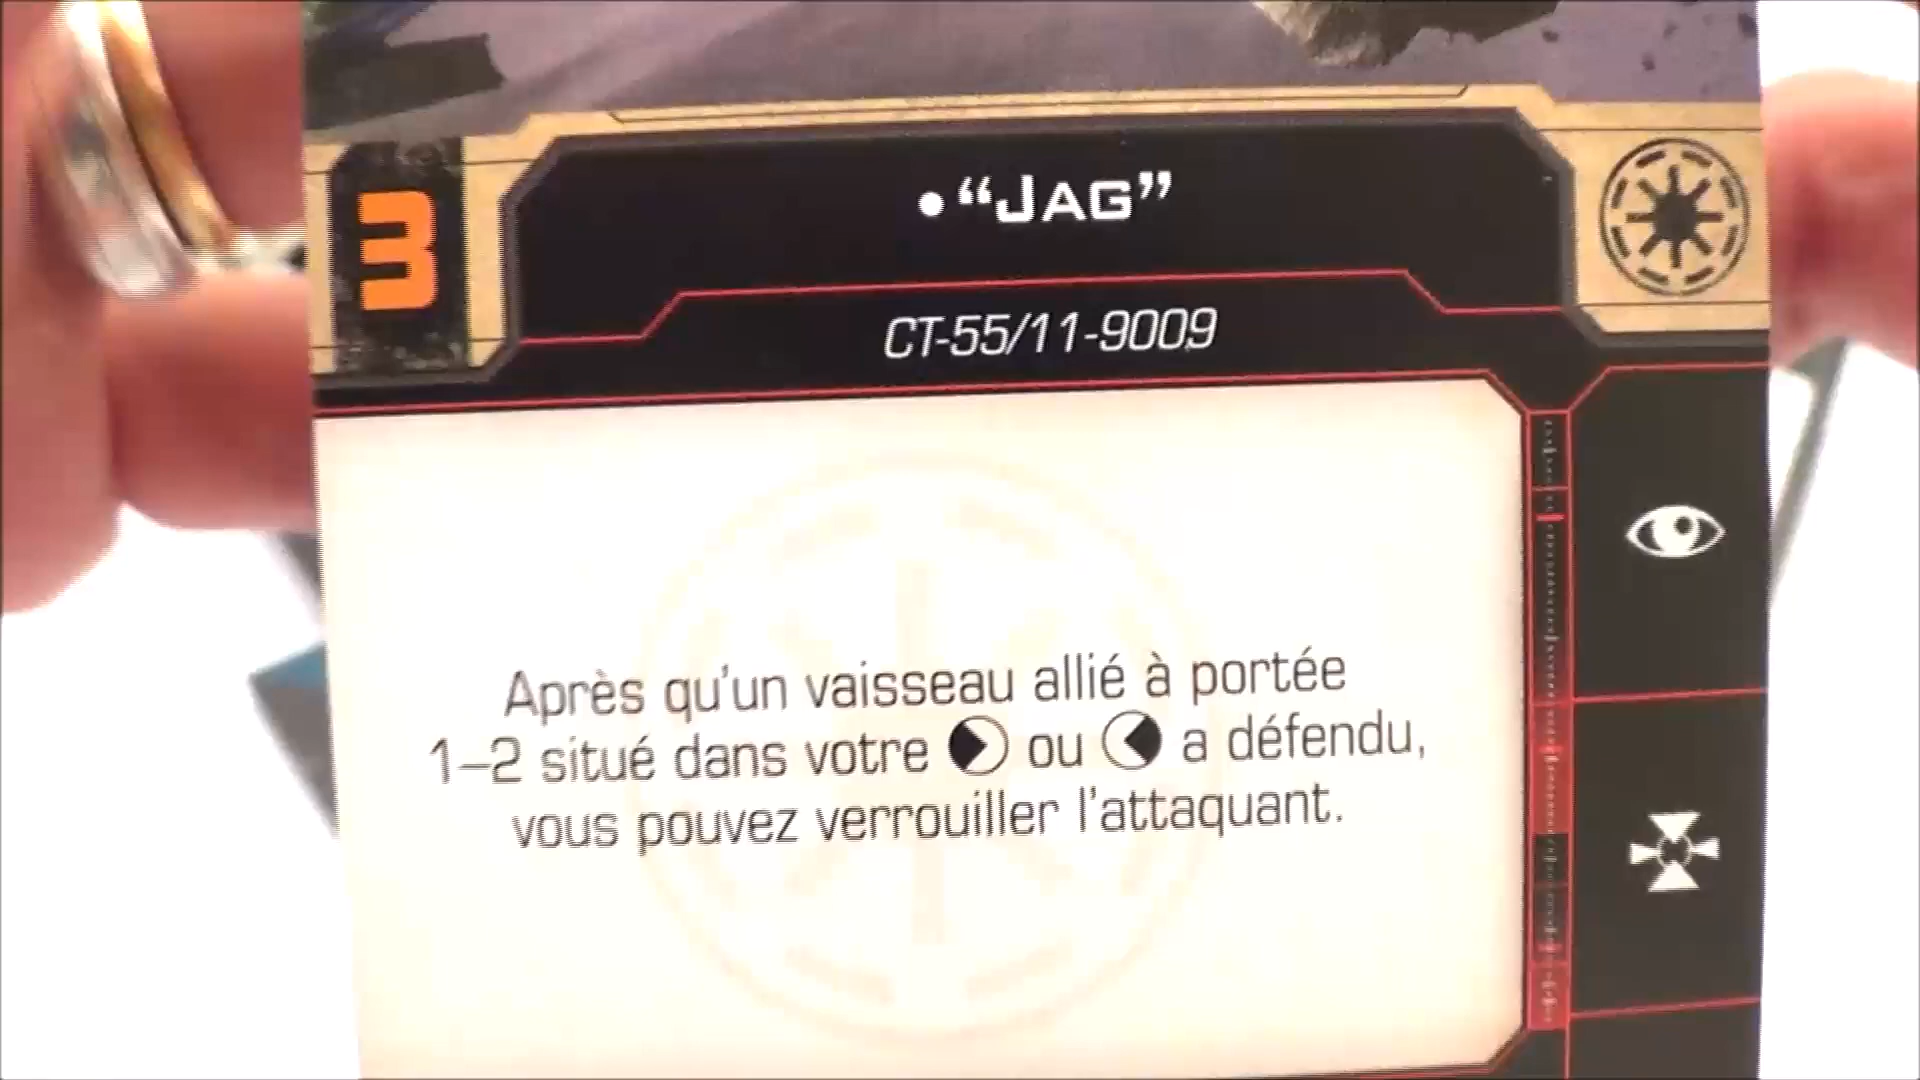 3
• “JAG”
CT-55/11-9009
Après qu'un vaisseau allié à portée
1–2 situé dans votre ou a défendu,
vous pouvez verrouiller l'attaquant.